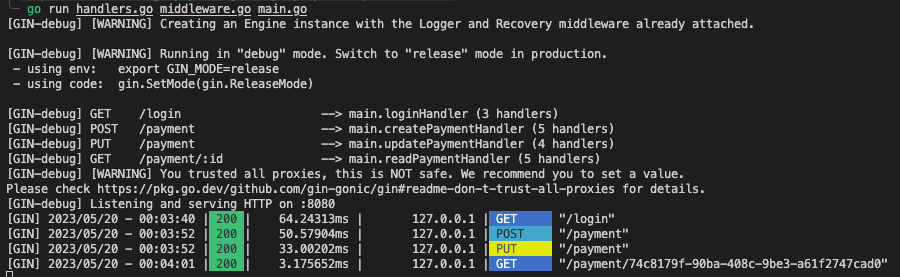 go run handlers.go middleware.go main.go
[GIN-debug] [WARNING] Creating an Engine instance with the Logger and Recovery middleware already attached.
[GIN-debug] [WARNING] Running in "debug" mode. Switch to "release" mode in production.
- using env:   export GIN_MODE=release
- using code:  gin.SetMode(gin.ReleaseMode)
[GIN-debug] GET    /login                    --> main.loginHandler (3 handlers)
[GIN-debug] POST   /payment                  --> main.createPaymentHandler (5 handlers)
[GIN-debug] PUT    /payment                  --> main.updatePaymentHandler (4 handlers)
[GIN-debug] GET    /payment/:id              --> main.readPaymentHandler (5 handlers)
[GIN-debug] [WARNING] You trusted all proxies, this is NOT safe. We recommend you to set a value.
Please check https://pkg.go.dev/github.com/gin-gonic/gin#readme-don-t-trust-all-proxies for details.
[GIN-debug] Listening and serving HTTP on :8080
[GIN] 2023/05/20 - 00:03:40 | 200 |    64.24313ms |       127.0.0.1 | GET      "/login"
[GIN] 2023/05/20 - 00:03:52 | 200 |    50.57904ms |       127.0.0.1 | POST     "/payment"
[GIN] 2023/05/20 - 00:03:52 | 200 |    33.00202ms |       127.0.0.1 | PUT      "/payment"
[GIN] 2023/05/20 - 00:04:01 | 200 |    3.175652ms |       127.0.0.1 | GET      "/payment/74c8179f-90ba-408c-9be3-a61f2747cad0"